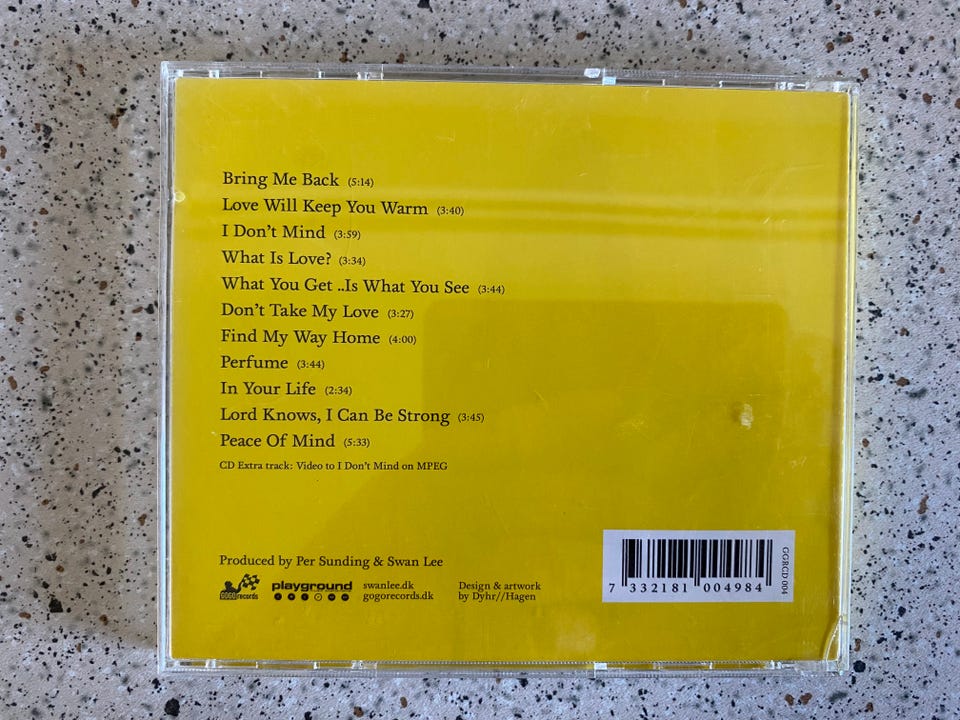 Bring Me Back (5:14)
Love Will Keep You Warm (3:40)
I Don't Mind (3:59)
What Is Love? (3:34)
What You Get ..Is What You See (3:44)
Don't Take My Love (3:27)
Find My Way Home (4:00)
Perfume (3:44)
In Your Life (2:34)
Lord Knows, I Can Be Strong (3:45)
Peace Of Mind (5:33)
CD Extra track: Video to I Don't Mind on MPEG
Produced by Per Sunding & Swan Lee
GOGOrecords
playground
swanlee.dk
gogorecords.dk
Design & artwork
by Dyhr//Hagen
7 332181 004984
GGRCD 004